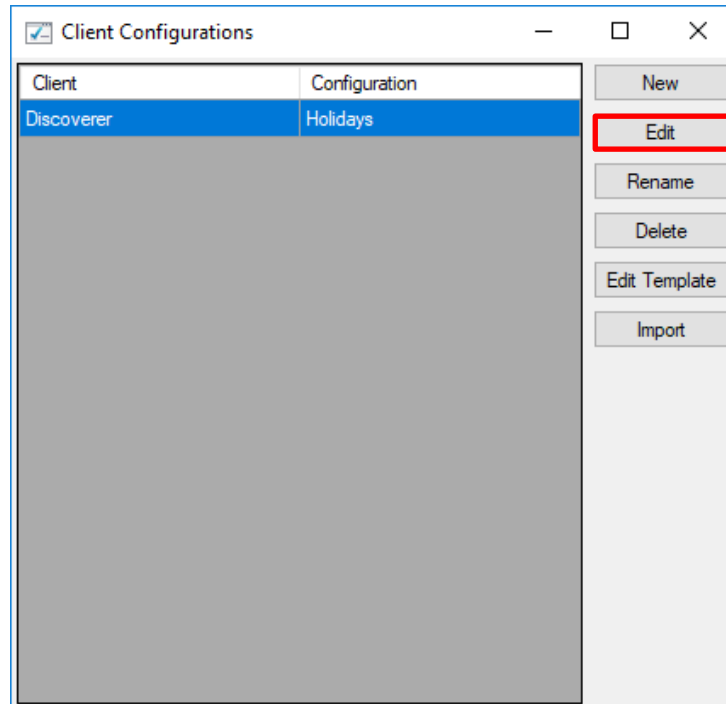 Client Configurations
Client Configuration
Discoverer Holidays
New
Edit
Rename
Delete
Edit Template
Import